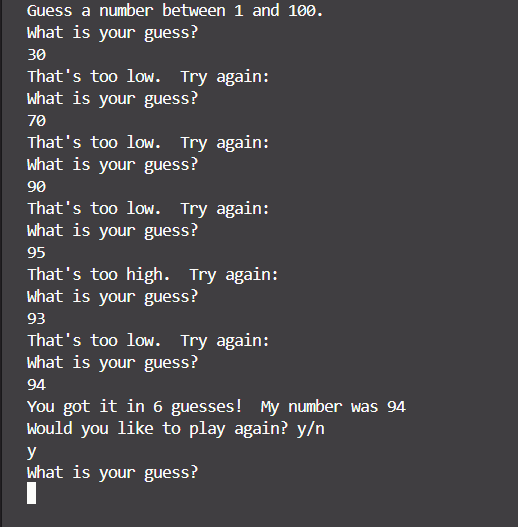 Guess a number between 1 and 100.
What is your guess?
30
That's too low.  Try again:
What is your guess?
70
That's too low.  Try again:
What is your guess?
90
That's too low.  Try again:
What is your guess?
95
That's too high.  Try again:
What is your guess?
93
That's too low.  Try again:
What is your guess?
94
You got it in 6 guesses!  My number was 94
Would you like to play again? y/n
y
What is your guess?